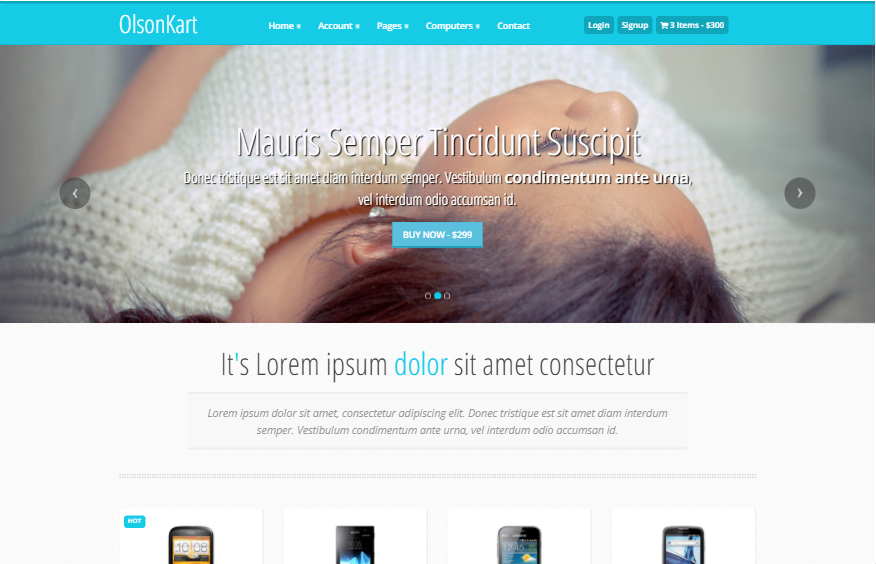 OlsonKart
Home Account Pages Computers Contact
Login Signup 3 Items - $300
Mauris Semper Tincidunt Suscipit
Donec tristique est sit amet diam interdum semper. Vestibulum condimentum ante urna,
vel interdum odio accumsan id.
BUY NOW - $299
It's Lorem ipsum dolor sit amet consectetur
Lorem ipsum dolor sit amet, consectetur adipiscing elit. Donec tristique est sit amet diam interdum
semper. Vestibulum condimentum ante urna, vel interdum odio accumsan id.
HOT
10:08